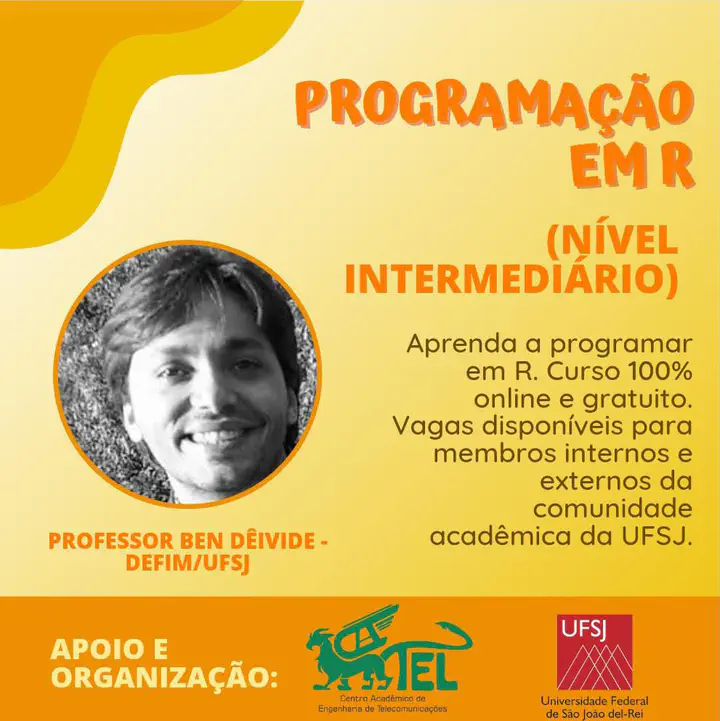 PROGRAMAÇÃO
EM R
(NÍVEL
INTERMEDIÁRIO)
Aprenda a programar
em R. Curso 100%
online e gratuito.
Vagas disponíveis para
membros internos e
externos da
comunidade
acadêmica da UFSJ.
PROFESSOR BEN DÊIVIDE -
DEFIM/UFSJ
APOIO E
ORGANIZAÇÃO:
CATEL
Centro Acadêmico de
Engenharia de Telecomunicações
UFSJ
Universidade Federal
de São João del-Rei